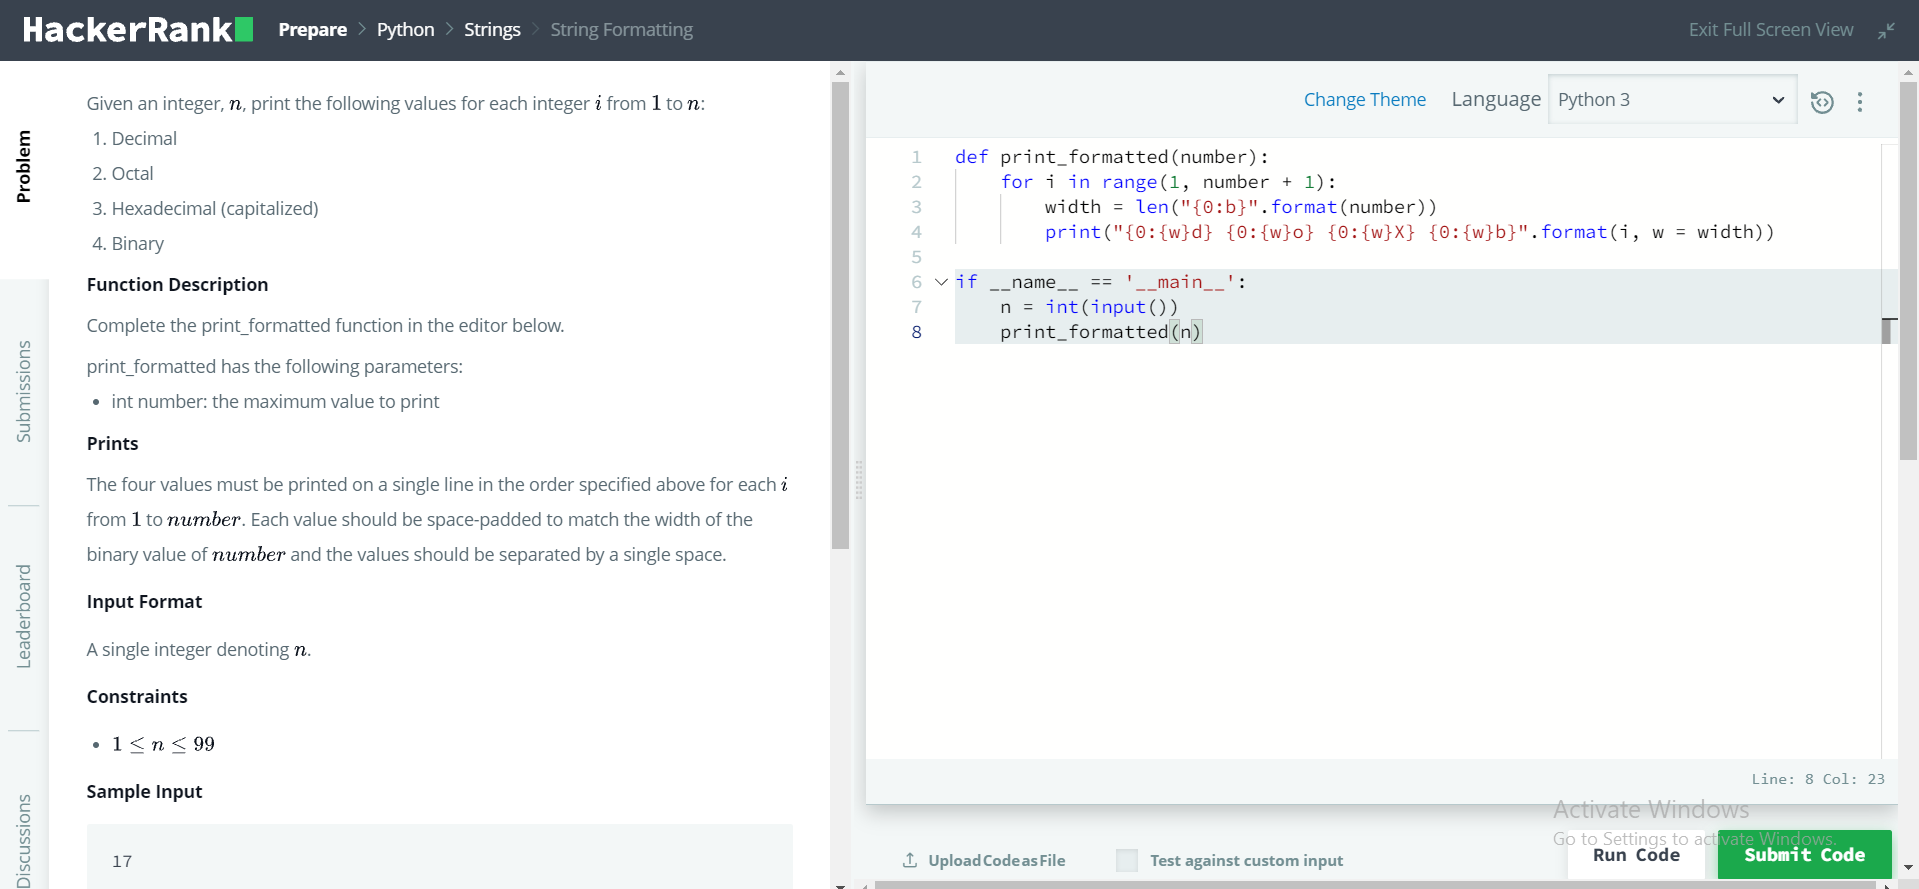 HackerRank Prepare > Python > Strings > String Formatting Exit Full Screen View
Problem
Submissions
Leaderboard
Discussions
Given an integer, n, print the following values for each integer i from 1 to n:
1. Decimal
2. Octal
3. Hexadecimal (capitalized)
4. Binary
Function Description
Complete the print_formatted function in the editor below.
print_formatted has the following parameters:
• int number: the maximum value to print
Prints
The four values must be printed on a single line in the order specified above for each i
from 1 to number. Each value should be space-padded to match the width of the
binary value of number and the values should be separated by a single space.
Input Format
A single integer denoting n.
Constraints
• 1 ≤ n ≤ 99
Sample Input
17
Change Theme Language Python 3
1 def print_formatted(number):
2     for i in range(1, number + 1):
3         width = len("{0:b}".format(number))
4         print("{0:{w}d} {0:{w}o} {0:{w}X} {0:{w}b}".format(i, w = width))
5
6 if __name__ == '__main__':
7     n = int(input())
8     print_formatted(n)
Line: 8 Col: 23
Activate Windows
Go to Settings to activate Windows.
Upload Code as File Test against custom input Run Code Submit Code